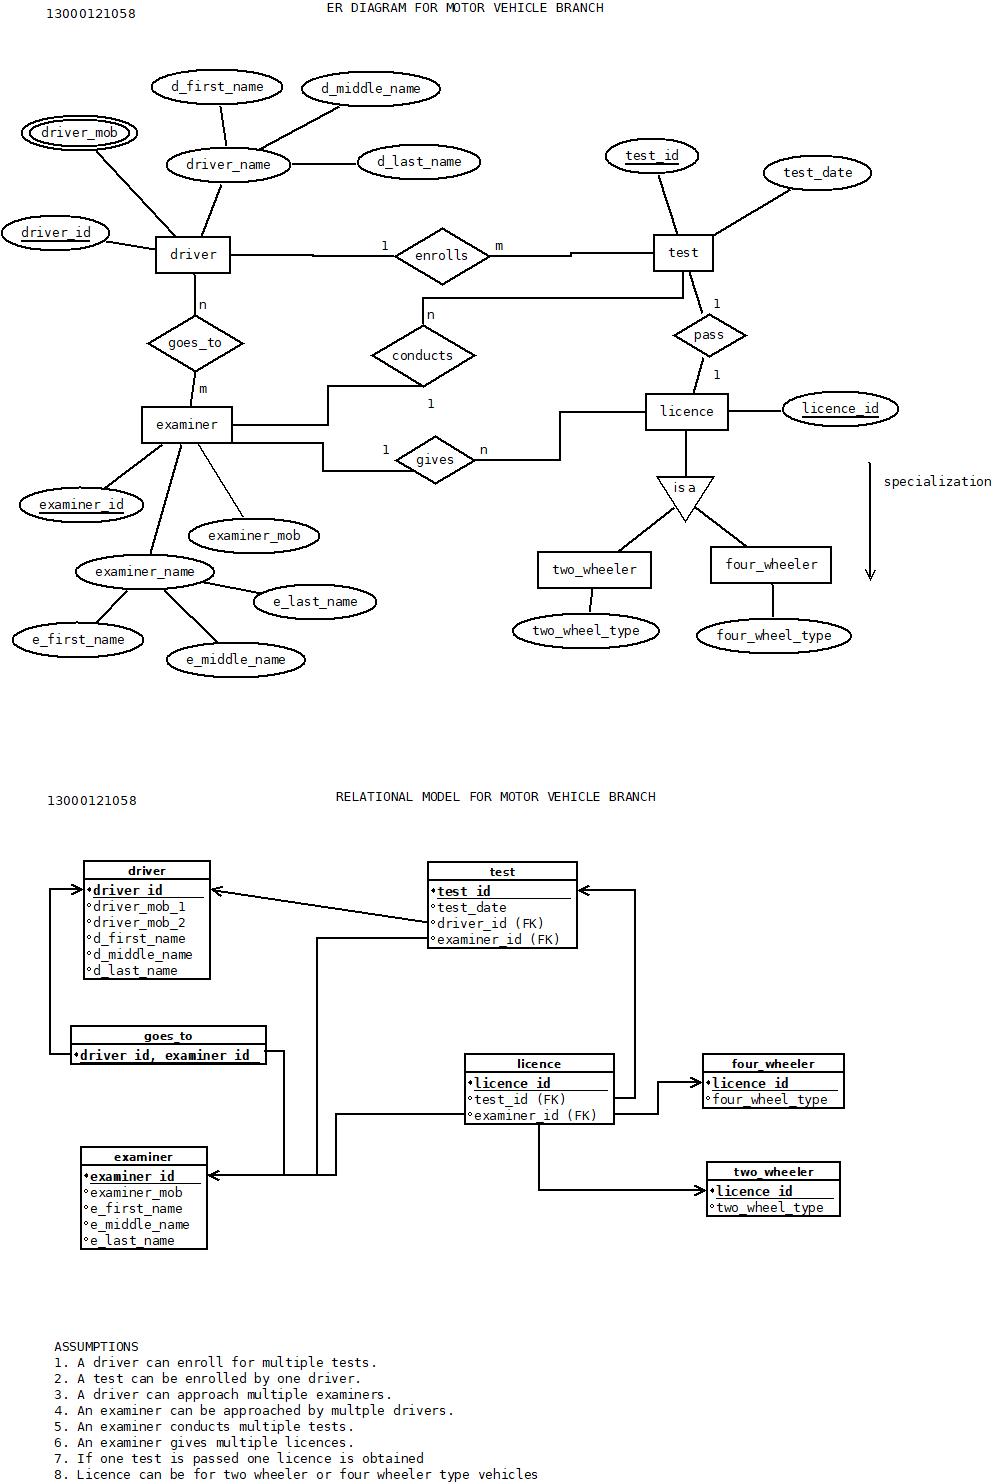 13000121058
ER DIAGRAM FOR MOTOR VEHICLE BRANCH
d_first_name
d_middle_name
driver_mob
driver_name
d_last_name
test_id
test_date
driver_id
driver
1
enrolls
m
test
n
goes_to
m
n
conducts
1
1
pass
1
examiner
licence
licence_id
1
gives
n
specialization
is a
examiner_id
examiner_mob
examiner_name
e_last_name
e_first_name
e_middle_name
two_wheeler
four_wheeler
two_wheel_type
four_wheel_type
13000121058
RELATIONAL MODEL FOR MOTOR VEHICLE BRANCH
driver
driver_id
driver_mob_1
driver_mob_2
d_first_name
d_middle_name
d_last_name
test
test_id
test_date
driver_id (FK)
examiner_id (FK)
goes_to
driver_id, examiner_id
licence
licence_id
test_id (FK)
examiner_id (FK)
four_wheeler
licence_id
four_wheel_type
examiner
examiner_id
examiner_mob
e_first_name
e_middle_name
e_last_name
two_wheeler
licence_id
two_wheel_type
ASSUMPTIONS
1. A driver can enroll for multiple tests.
2. A test can be enrolled by one driver.
3. A driver can approach multiple examiners.
4. An examiner can be approached by multple drivers.
5. An examiner conducts multiple tests.
6. An examiner gives multiple licences.
7. If one test is passed one licence is obtained
8. Licence can be for two wheeler or four wheeler type vehicles